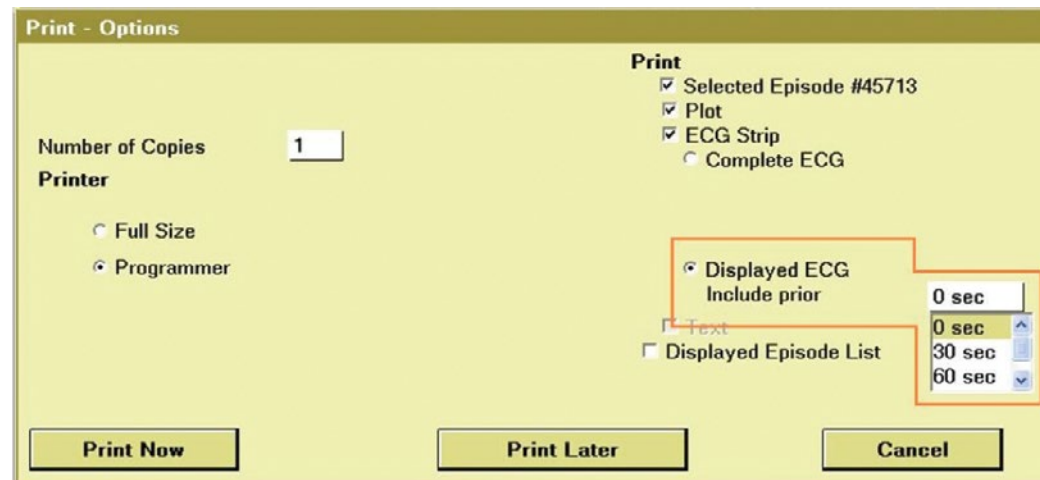 Print - Options
Number of Copies
1
Printer
Full Size
Programmer
Print
Selected Episode #45713
Plot
ECG Strip
Complete ECG
Displayed ECG
Include prior
0 sec
0 sec
30 sec
60 sec
Text
Displayed Episode List
Print Now
Print Later
Cancel